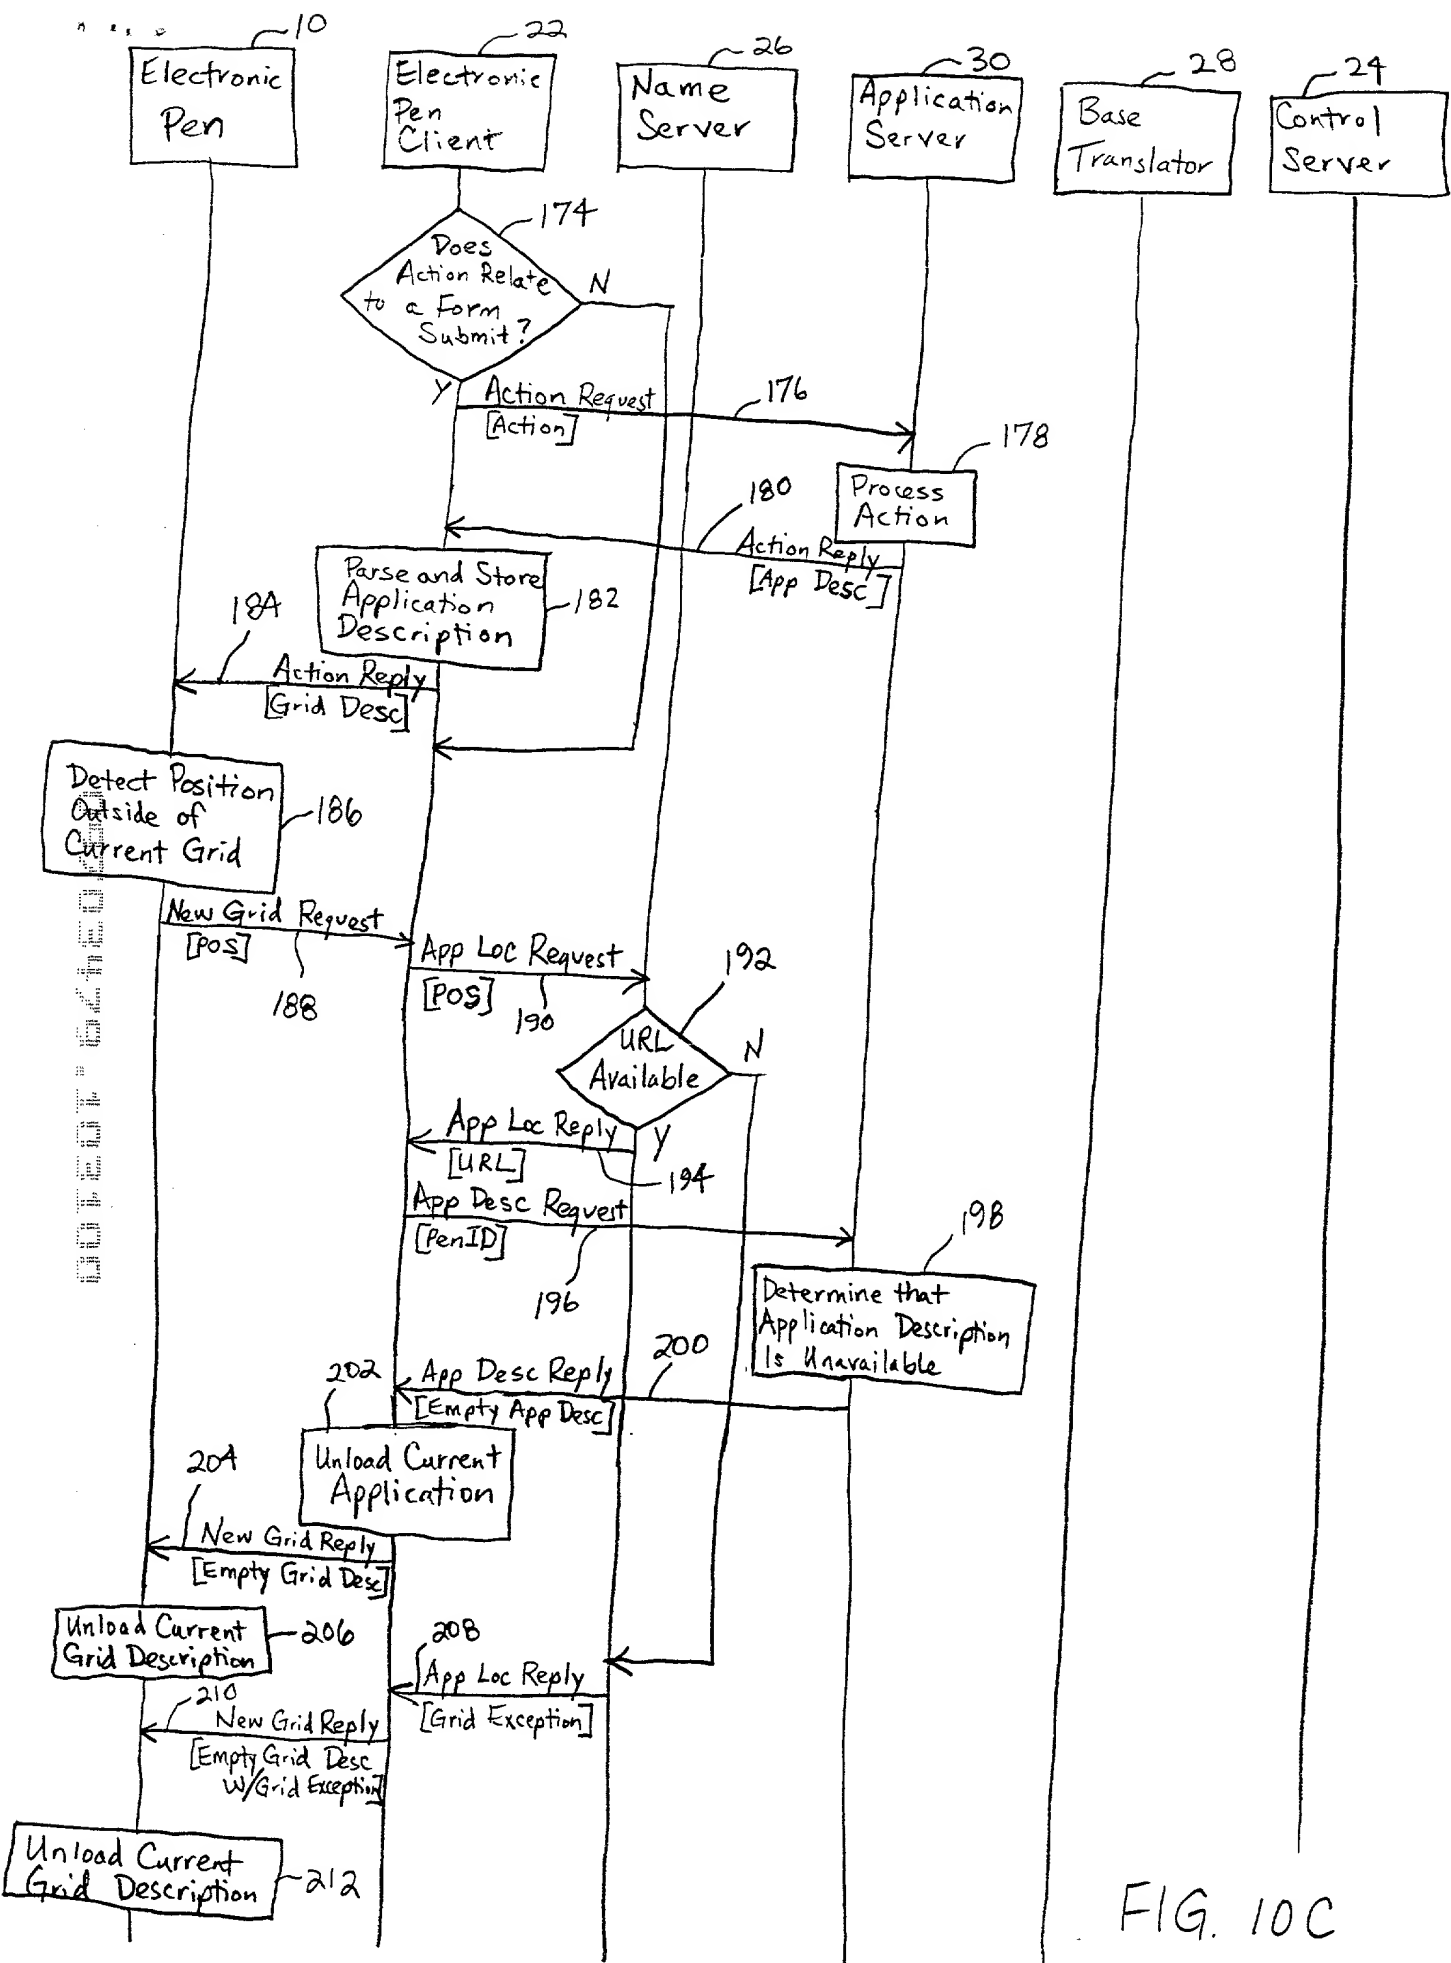 10
22
26
30
28
24
Electronic
Pen
Electronic
Pen
Client
Name
Server
Application
Server
Base
Translator
Control
Server
174
Does
Action Relate
to a Form
Submit?
N
Y
Action Request
[Action]
176
178
Process
Action
180
Action Reply
[App Desc]
Parse and Store
Application
Description
182
184
Action Reply
[Grid Desc]
Detect Position
Outside of
Current Grid
186
New Grid Request
[POS]
188
App Loc Request
[POS]
190
192
URL
Available
N
Y
App Loc Reply
[URL]
194
App Desc Request
[PenID]
196
198
Determine that
Application Description
Is Unavailable
200
App Desc Reply
[Empty App Desc]
202
Unload Current
Application
204
New Grid Reply
[Empty Grid Desc]
Unload Current
Grid Description
206
208
App Loc Reply
[Grid Exception]
210
New Grid Reply
[Empty Grid Desc
W/Grid Exception]
Unload Current
Grid Description
212
FIG. 10C